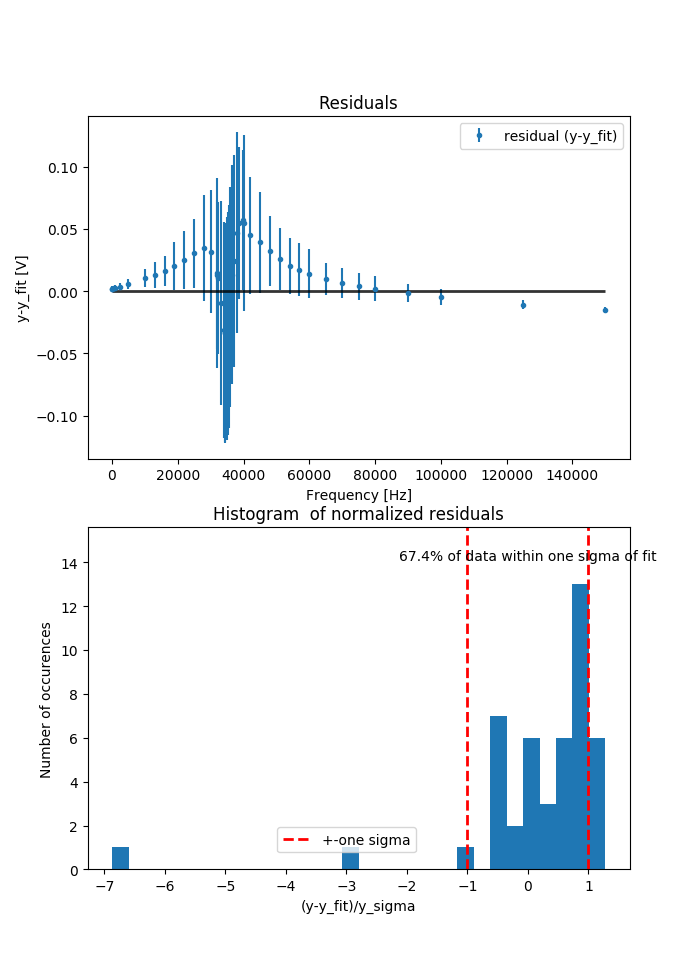 Residuals
residual (y-y_fit)
0.10
0.05
0.00
−0.05
−0.10
y-y_fit [V]
0 20000 40000 60000 80000 100000 120000 140000
Frequency [Hz]
Histogram  of normalized residuals
67.4% of data within one sigma of fit
14
12
10
8
6
4
2
0
Number of occurences
+-one sigma
−7 −6 −5 −4 −3 −2 −1 0 1
(y-y_fit)/y_sigma